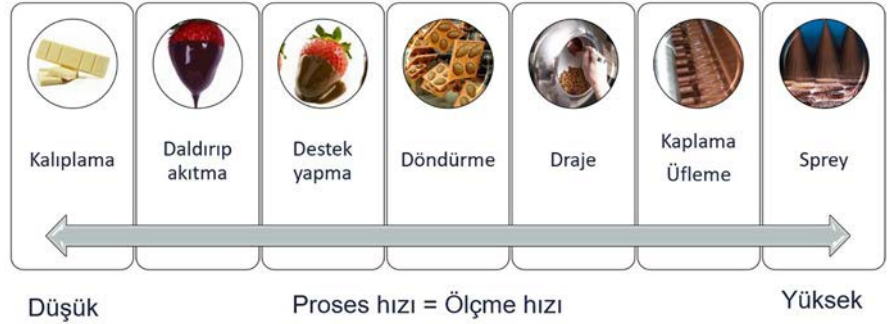 Kalıplama
Daldırıp
akıtma
Destek
yapma
Döndürme
Draje
Kaplama
Üfleme
Sprey
Düşük
Proses hızı = Ölçme hızı
Yüksek